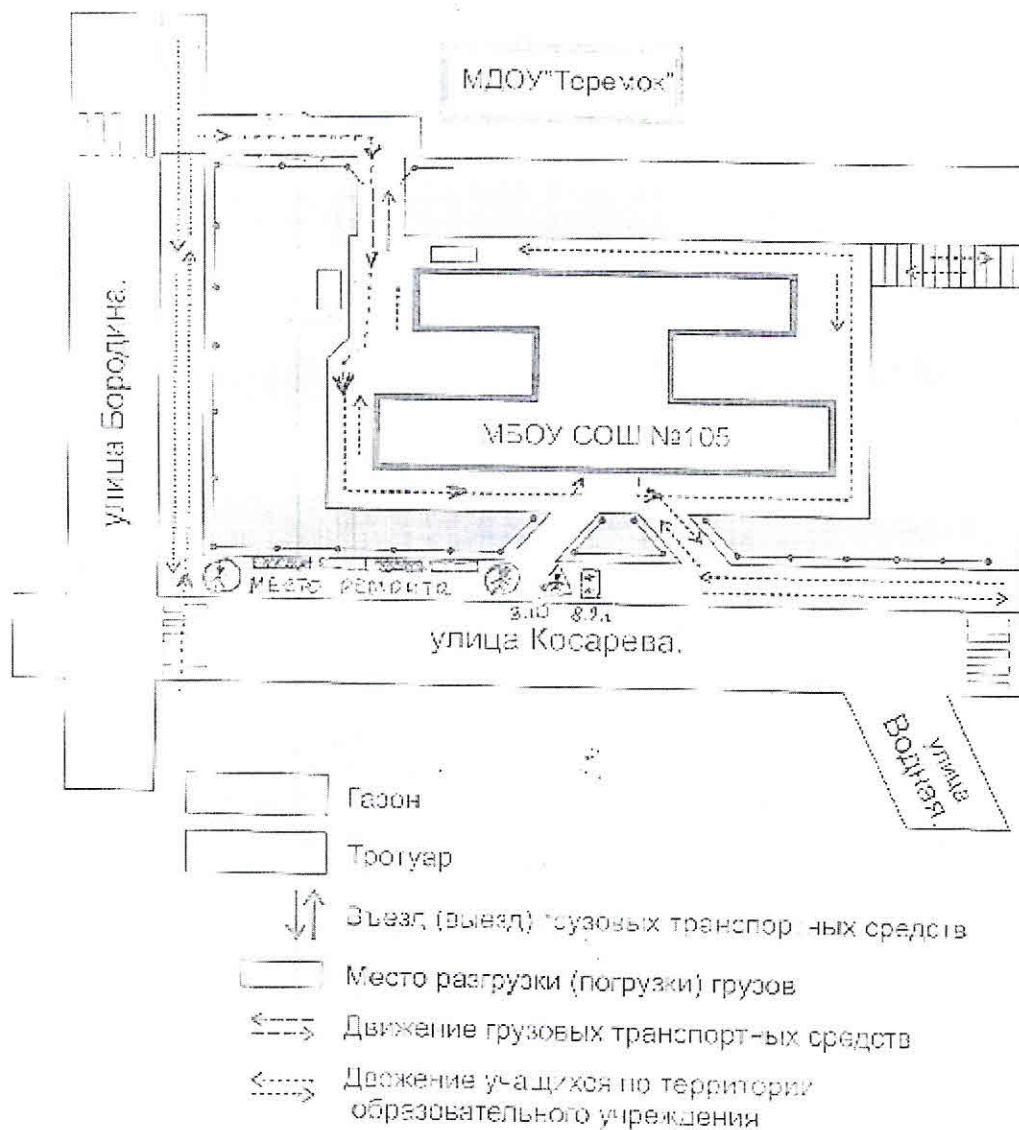 МДОУ"Теремок"
улица Бородина.
МБОУ СОШ №105
МЕСТО РЕМОНТА
3.10 8.2.1
улица Косарева.
улица
Водная.
Газон
Тротуар
Въезд (выезд) грузовых транспортных средств
Место разгрузки (погрузки) грузов
Движение грузовых транспортных средств
Движение учащихся по территории
образовательного учреждения